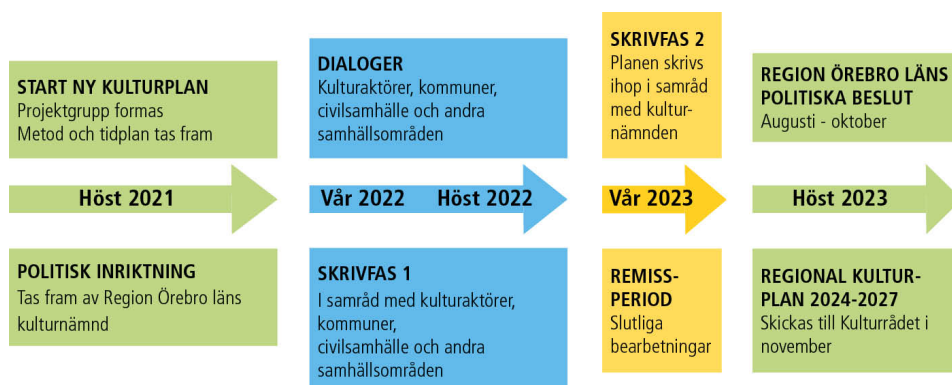 START NY KULTURPLAN
Projektgrupp formas
Metod och tidplan tas fram
Höst 2021
POLITISK INRIKTNING
Tas fram av Region Örebro läns
kulturnämnd
DIALOGER
Kulturaktörer, kommuner,
civilsamhälle och andra
samhällsområden
Vår 2022 Höst 2022
SKRIVFAS 1
I samråd med kulturaktörer,
kommuner,
civilsamhälle och andra
samhällsområden
SKRIVFAS 2
Planen skrivs
ihop i samråd
med kultur-
nämnden
Vår 2023
REMISS-
PERIOD
Slutliga
bearbetningar
REGION ÖREBRO LÄNS
POLITISKA BESLUT
Augusti - oktober
Höst 2023
REGIONAL KULTUR-
PLAN 2024-2027
Skickas till Kulturrådet i
november